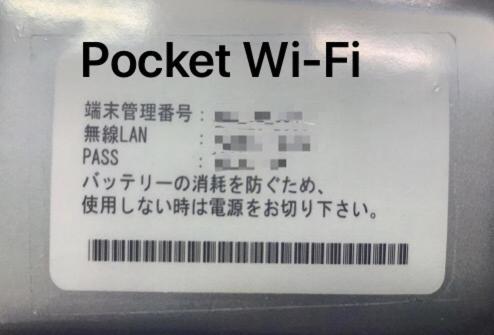 Pocket Wi-Fi
端末管理番号：
無線LAN ：
PASS ：
バッテリーの消耗を防ぐため、
使用しない時は電源をお切り下さい。